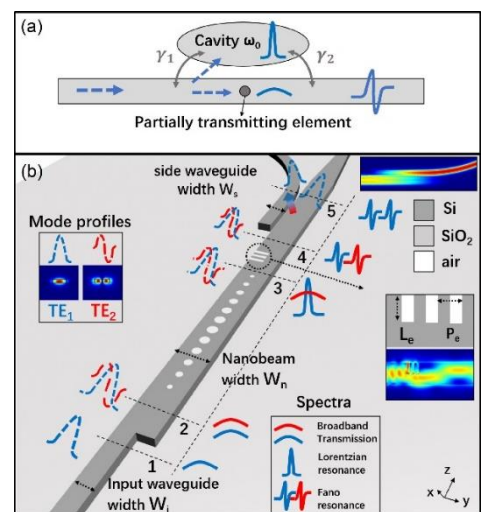 (a)
Cavity ω₀
γ₁
γ₂
Partially transmitting element
(b)
side waveguide
width Wₛ
Mode profiles
TE₁
TE₂
5
4
3
2
1
Si
SiO₂
air
Lₑ
Pₑ
Nanobeam
width Wₙ
Input waveguide
width Wᵢ
Spectra
Broadband
Transmission
Lorentzian
resonance
Fano
resonance
z
x
y